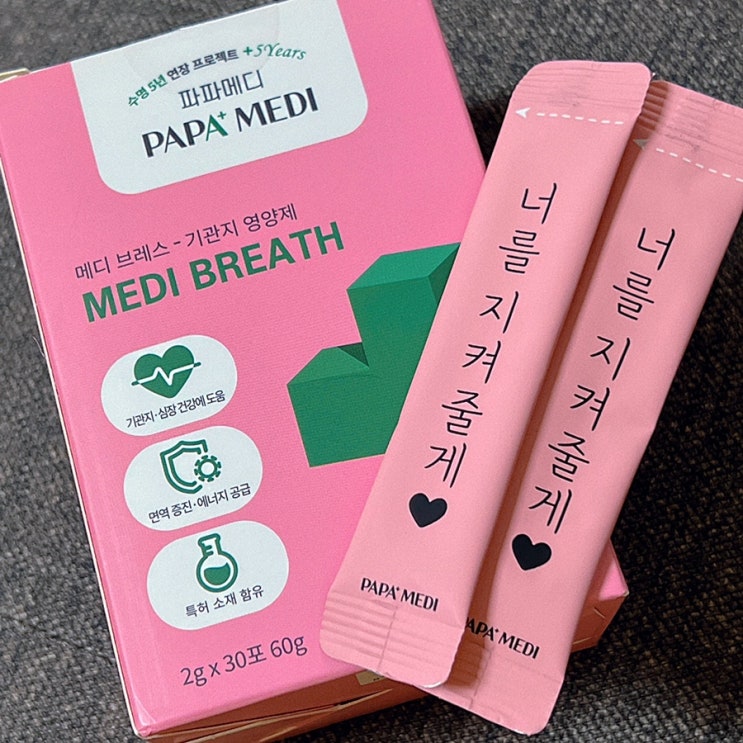 수명 5년 연장 프로젝트 +5Years
파파메디
PAPA+ MEDI
메디 브레스 - 기관지 영양제
MEDI BREATH
기관지·심장 건강에 도움
면역 증진·에너지 공급
특허 소재 함유
2g x 30포 60g
너를 지켜줄게♥
PAPA+ MEDI
너를 지켜줄게♥
PAPA+ MEDI